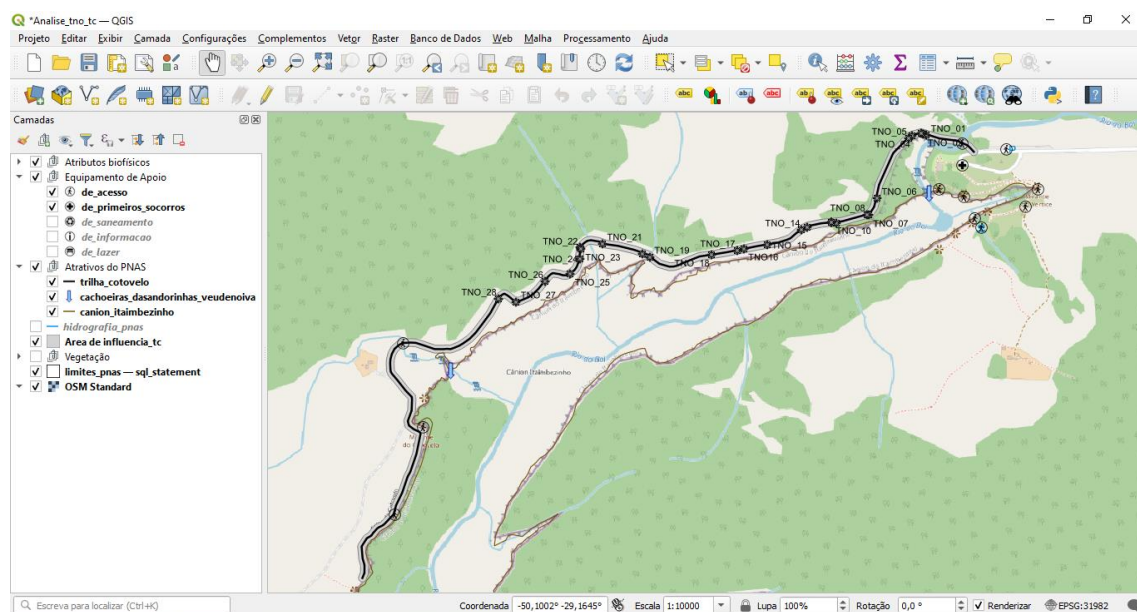 *Analise_tno_tc — QGIS
Projeto Editar Exibir Camada Configurações Complementos Vetor Raster Banco de Dados Web Malha Processamento Ajuda
Camadas
Atributos biofísicos
Equipamento de Apoio
de_acesso
de_primeiros_socorros
de_saneamento
de_informacao
de_lazer
Atrativos do PNAS
trilha_cotovelo
cachoeiras_dasandorinhas_veudenoiva
canion_itaimbezinho
hidrografia_pnas
Area de influencia_tc
Vegetação
limites_pnas — sql_statement
OSM Standard
TNO_05
TNO_01
TNO_06
TNO_08
TNO_07
TNO_14
TNO_10
TNO_22
TNO_21
TNO_17
TNO_15
TNO_19
TNO_23
TNO_18
TNO16
TNO_26
TNO_25
TNO_28
TNO_27
Rio do Boi
Cânion Itaimbezinho
Escreva para localizar (Ctrl+K)
Coordenada -50,1002° -29,1645° Escala 1:10000 Lupa 100% Rotação 0,0 ° Renderizar EPSG:31982